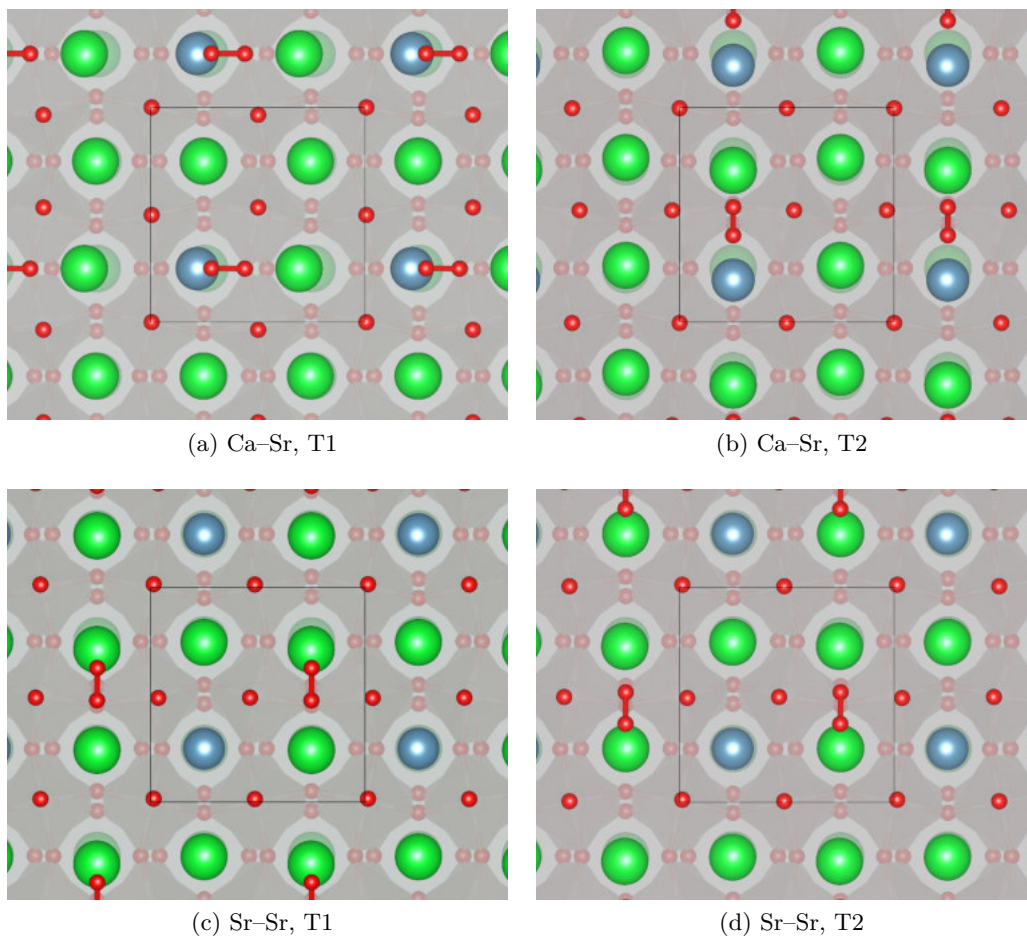 (a) Ca–Sr, T1
(b) Ca–Sr, T2
(c) Sr–Sr, T1
(d) Sr–Sr, T2